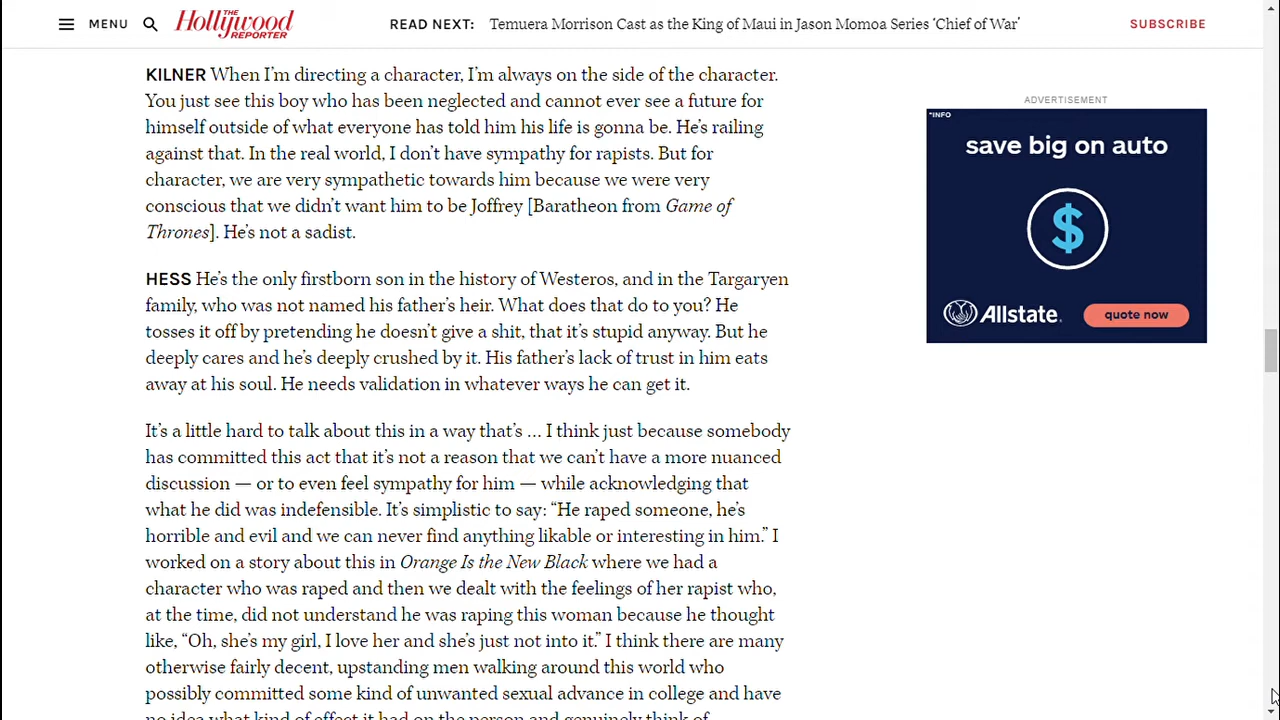 MENU
THE
Hollywood
REPORTER
READ NEXT: Temuera Morrison Cast as the King of Maui in Jason Momoa Series ‘Chief of War’
SUBSCRIBE
KILNER When I’m directing a character, I’m always on the side of the character.
You just see this boy who has been neglected and cannot ever see a future for
himself outside of what everyone has told him his life is gonna be. He’s railing
against that. In the real world, I don’t have sympathy for rapists. But for
character, we are very sympathetic towards him because we were very
conscious that we didn’t want him to be Joffrey [Baratheon from Game of
Thrones]. He’s not a sadist.
HESS He’s the only firstborn son in the history of Westeros, and in the Targaryen
family, who was not named his father’s heir. What does that do to you? He
tosses it off by pretending he doesn’t give a shit, that it’s stupid anyway. But he
deeply cares and he’s deeply crushed by it. His father’s lack of trust in him eats
away at his soul. He needs validation in whatever ways he can get it.
It’s a little hard to talk about this in a way that’s … I think just because somebody
has committed this act that it’s not a reason that we can’t have a more nuanced
discussion — or to even feel sympathy for him — while acknowledging that
what he did was indefensible. It’s simplistic to say: “He raped someone, he’s
horrible and evil and we can never find anything likable or interesting in him.” I
worked on a story about this in Orange Is the New Black where we had a
character who was raped and then we dealt with the feelings of her rapist who,
at the time, did not understand he was raping this woman because he thought
like, “Oh, she’s my girl, I love her and she’s just not into it.” I think there are many
otherwise fairly decent, upstanding men walking around this world who
possibly committed some kind of unwanted sexual advance in college and have
no idea what kind of effect it had on the person and genuinely think of
ADVERTISEMENT
*INFO
save big on auto
$
Allstate.
quote now